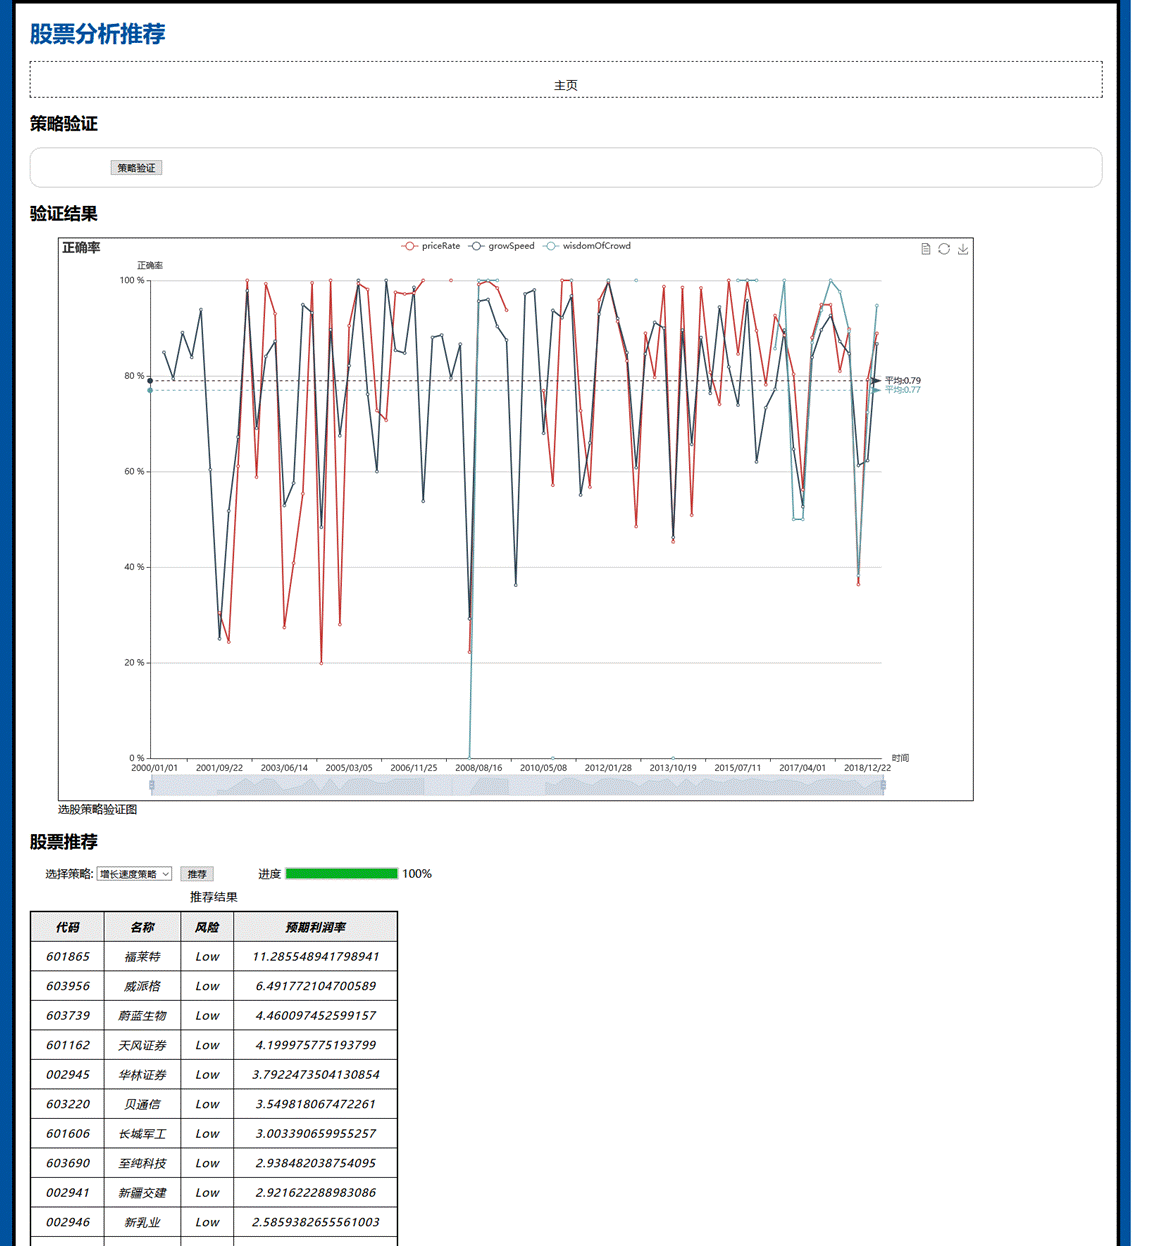 股票分析推荐
主页
策略验证
策略验证
验证结果
正确率
priceRate growSpeed wisdomOfCrowd
正确率
100 %
80 %
60 %
40 %
20 %
0 %
平均:0.79
平均:0.77
时间
2000/01/01 2001/09/22 2003/06/14 2005/03/05 2006/11/25 2008/08/16 2010/05/08 2012/01/28 2013/10/19 2015/07/11 2017/04/01 2018/12/22
选股策略验证图
股票推荐
选择策略: 增长速度策略 推荐 进度 100%
推荐结果
代码 名称 风险 预期利润率
601865 福莱特 Low 11.285548941798941
603956 威派格 Low 6.491772104700589
603739 蔚蓝生物 Low 4.460097452599157
601162 天风证券 Low 4.199975775193799
002945 华林证券 Low 3.7922473504130854
603220 贝通信 Low 3.549818067472261
601606 长城军工 Low 3.003390659955257
603690 至纯科技 Low 2.938482038754095
002941 新疆交建 Low 2.921622288983086
002946 新乳业 Low 2.5859382655561003